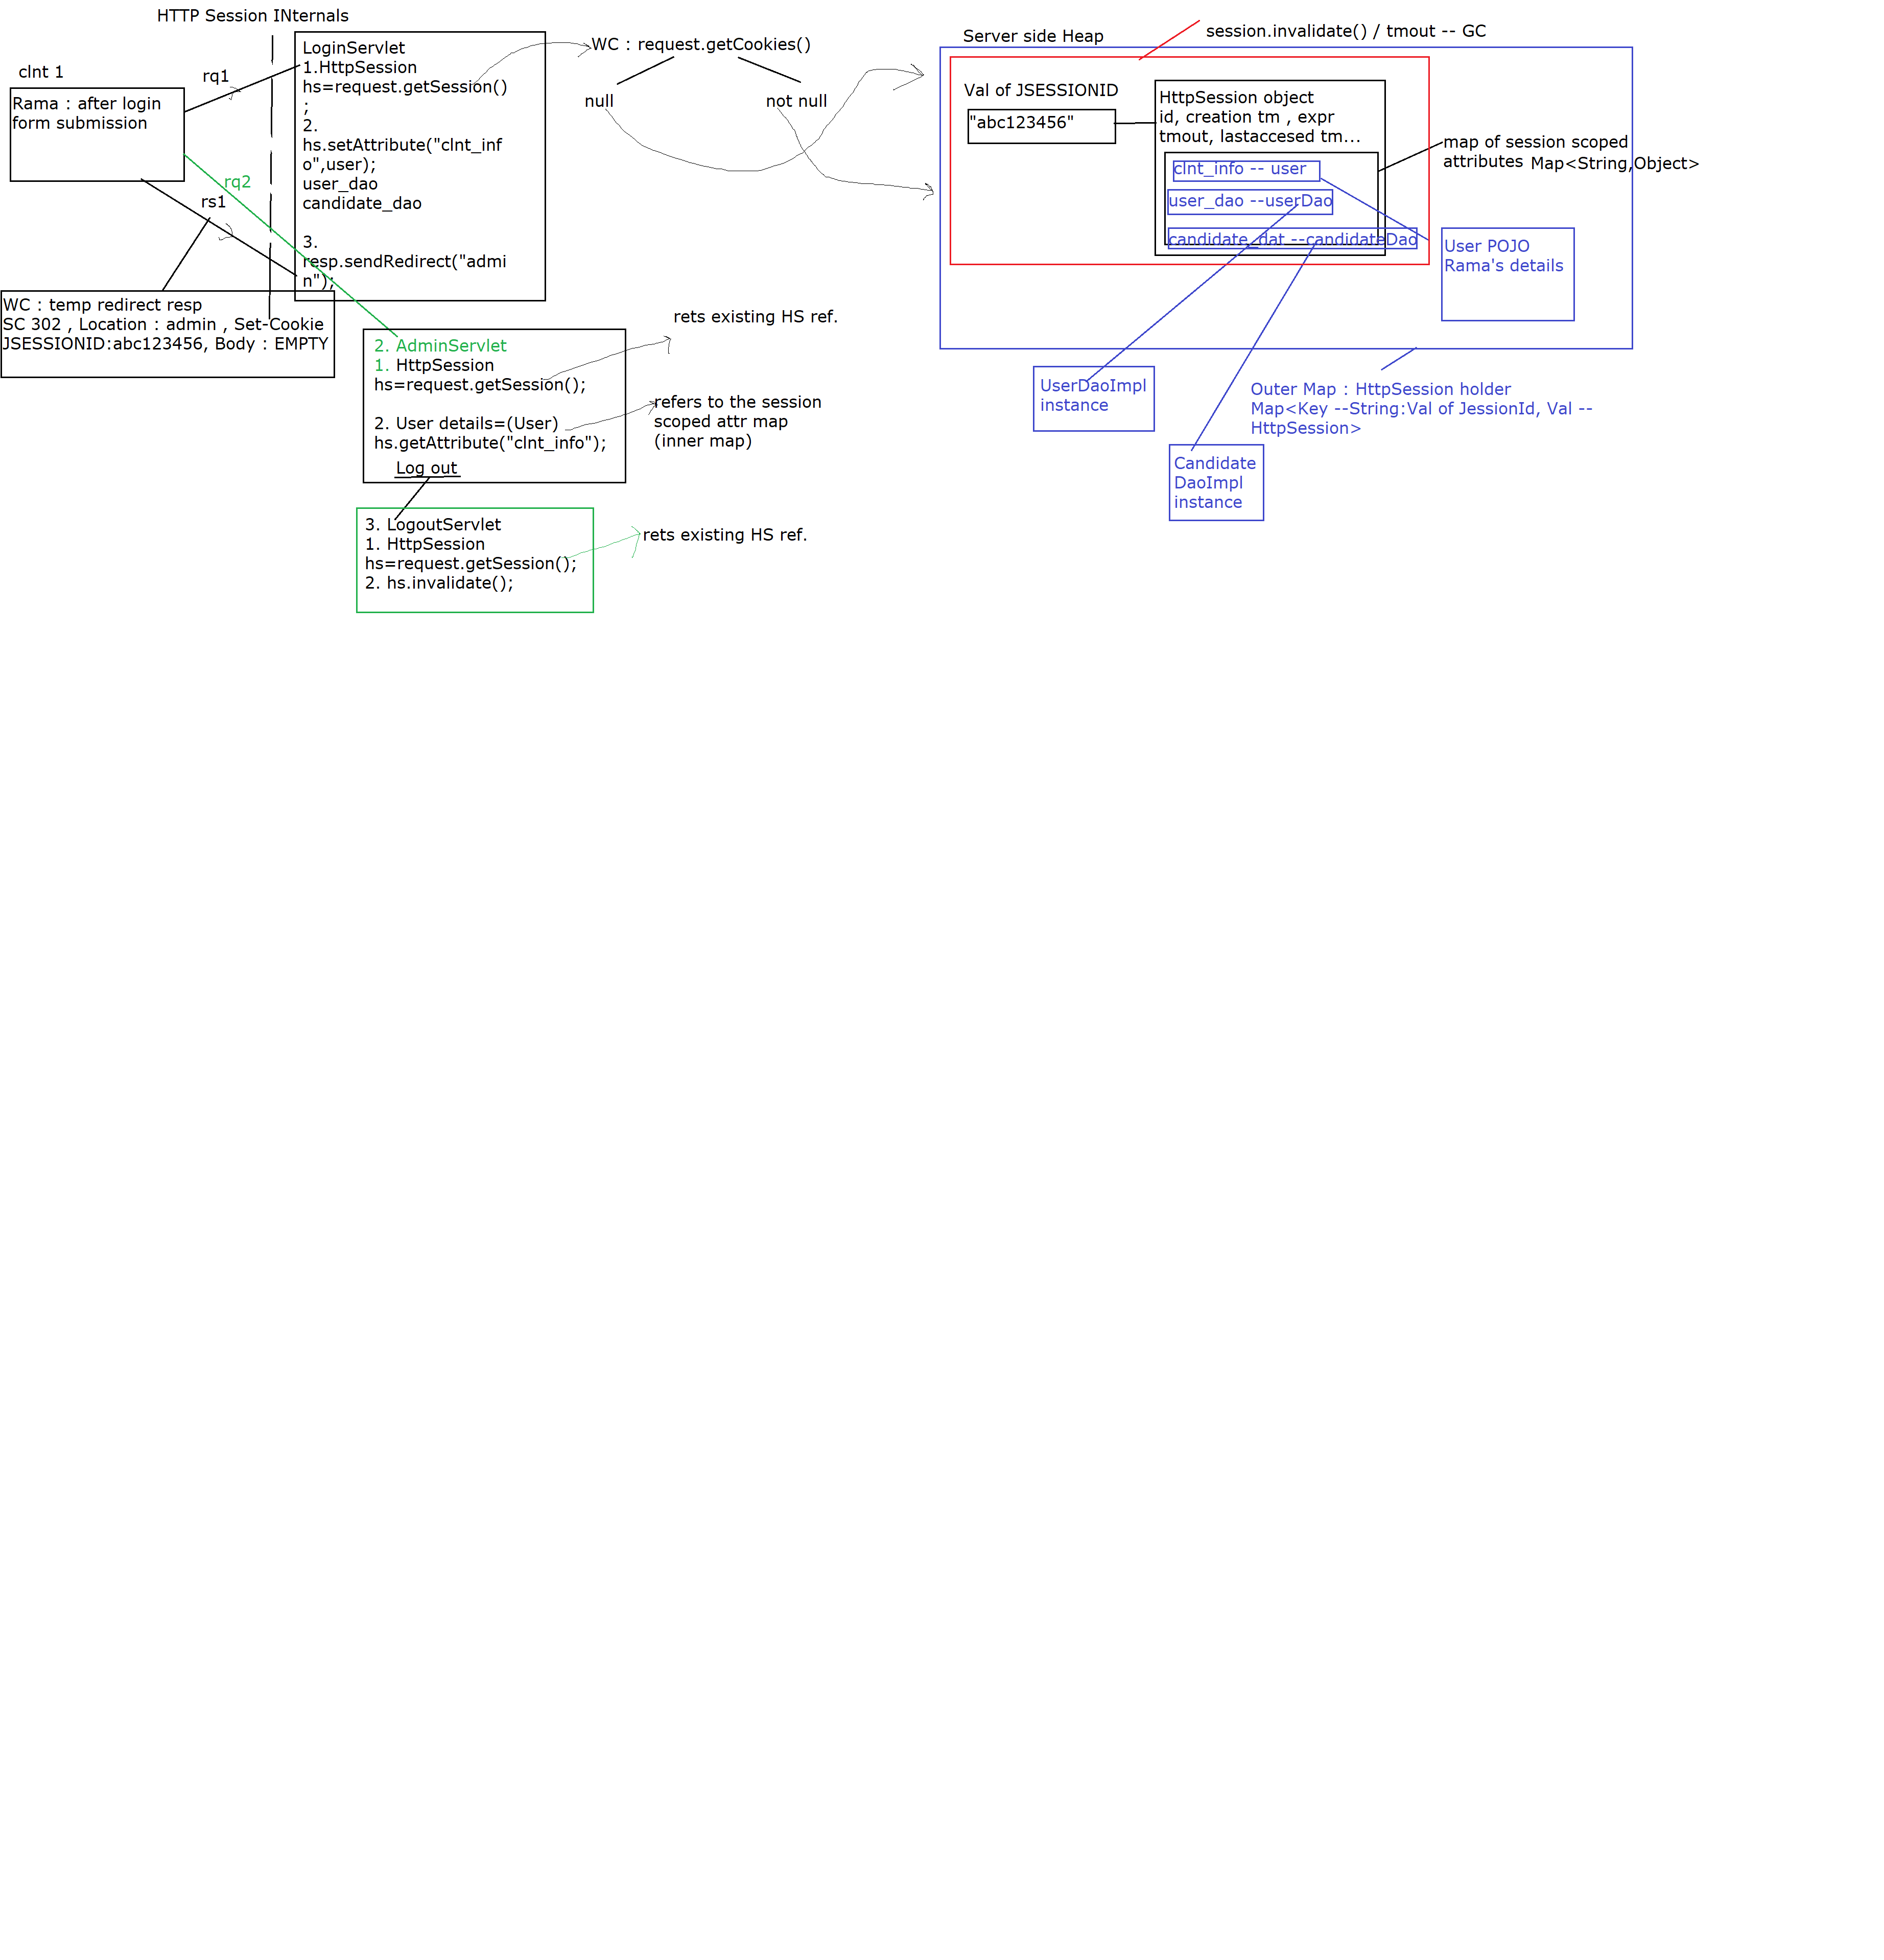 HTTP Session INternals
clnt 1
Rama : after login
form submission
rq1
rq2
rs1
WC : temp redirect resp
SC 302 , Location : admin , Set-Cookie
JSESSIONID:abc123456, Body : EMPTY
LoginServlet
1.HttpSession
hs=request.getSession()
;
2.
hs.setAttribute("clnt_inf
o",user);
user_dao
candidate_dao
3.
resp.sendRedirect("admi
n");
WC : request.getCookies()
null
not null
2. AdminServlet
1. HttpSession
hs=request.getSession();
2. User details=(User)
hs.getAttribute("clnt_info");
Log out
rets existing HS ref.
refers to the session
scoped attr map
(inner map)
3. LogoutServlet
1. HttpSession
hs=request.getSession();
2. hs.invalidate();
rets existing HS ref.
Server side Heap
session.invalidate() / tmout -- GC
Val of JSESSIONID
"abc123456"
HttpSession object
id, creation tm , expr
tmout, lastaccesed tm...
clnt_info -- user
user_dao --userDao
candidate_dat --candidateDao
map of session scoped
attributes Map<String,Object>
User POJO
Rama's details
UserDaoImpl
instance
Candidate
DaoImpl
instance
Outer Map : HttpSession holder
Map<Key --String:Val of JessionId, Val --
HttpSession>